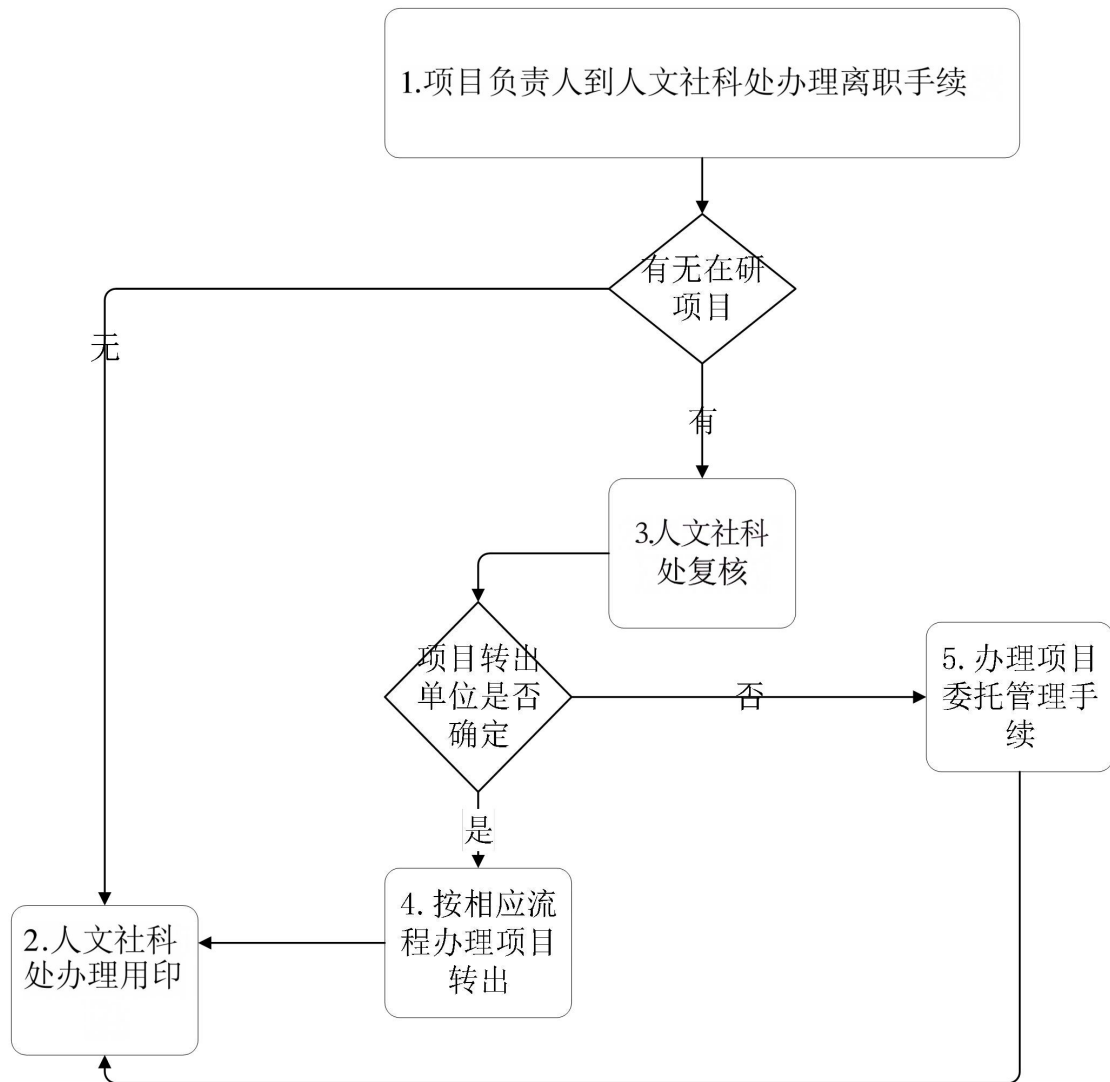 1.项目负责人到人文社科处办理离职手续
有无在研
项目
无
有
3.人文社科
处复核
项目转出
单位是否
确定
否
5. 办理项目
委托管理手
续
是
4. 按相应流
程办理项目
转出
2.人文社科
处办理用印